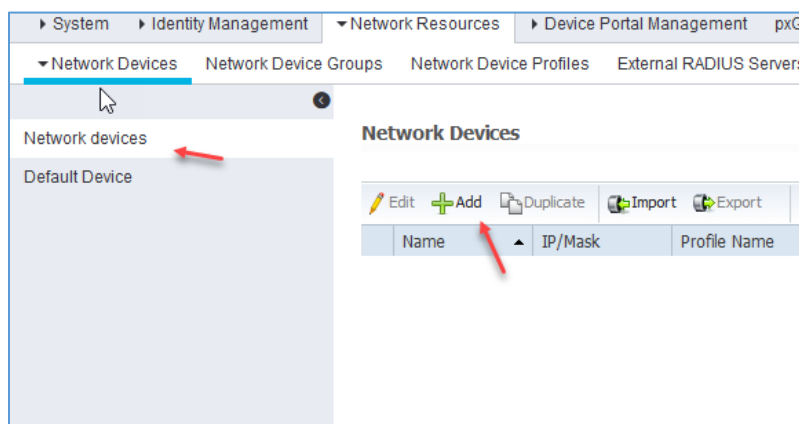 System Identity Management Network Resources Device Portal Management
Network Devices Network Device Groups Network Device Profiles External RADIUS Servers
Network devices
Default Device
Network Devices
Edit Add Duplicate Import Export
Name IP/Mask Profile Name